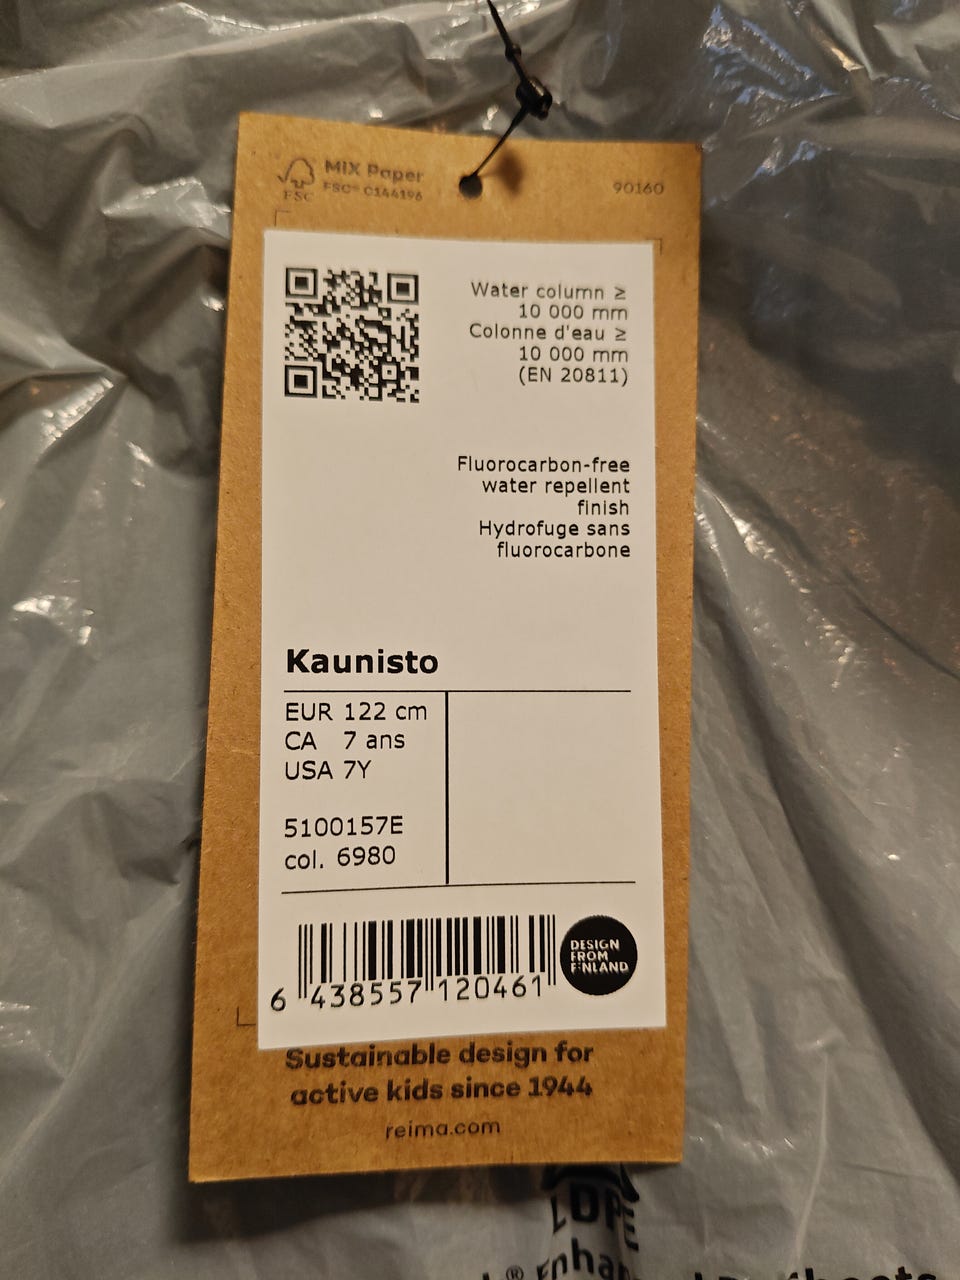 MIX Paper
FSC® C144196
FSC
90160
Water column ≥
10 000 mm
Colonne d'eau ≥
10 000 mm
(EN 20811)
Fluorocarbon-free
water repellent
finish
Hydrofuge sans
fluorocarbone
Kaunisto
EUR 122 cm
CA 7 ans
USA 7Y
5100157E
col. 6980
6 438557 120461
DESIGN
FROM
FINLAND
Sustainable design for
active kids since 1944
reima.com
LDPE